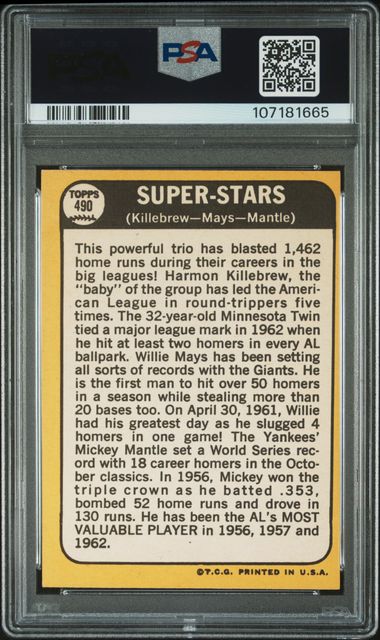 PSA
107181665
TOPPS
490
SUPER-STARS
(Killebrew—Mays—Mantle)
This powerful trio has blasted 1,462
home runs during their careers in the
big leagues! Harmon Killebrew, the
"baby" of the group has led the Ameri-
can League in round-trippers five
times. The 32-year-old Minnesota Twin
tied a major league mark in 1962 when
he hit at least two homers in every AL
ballpark. Willie Mays has been setting
all sorts of records with the Giants. He
is the first man to hit over 50 homers
in a season while stealing more than
20 bases too. On April 30, 1961, Willie
had his greatest day as he slugged 4
homers in one game! The Yankees'
Mickey Mantle set a World Series rec-
ord with 18 career homers in the Octo-
ber classics. In 1956, Mickey won the
triple crown as he batted .353,
bombed 52 home runs and drove in
130 runs. He has been the AL's MOST
VALUABLE PLAYER in 1956, 1957 and
1962.
©T.C.G. PRINTED IN U.S.A.